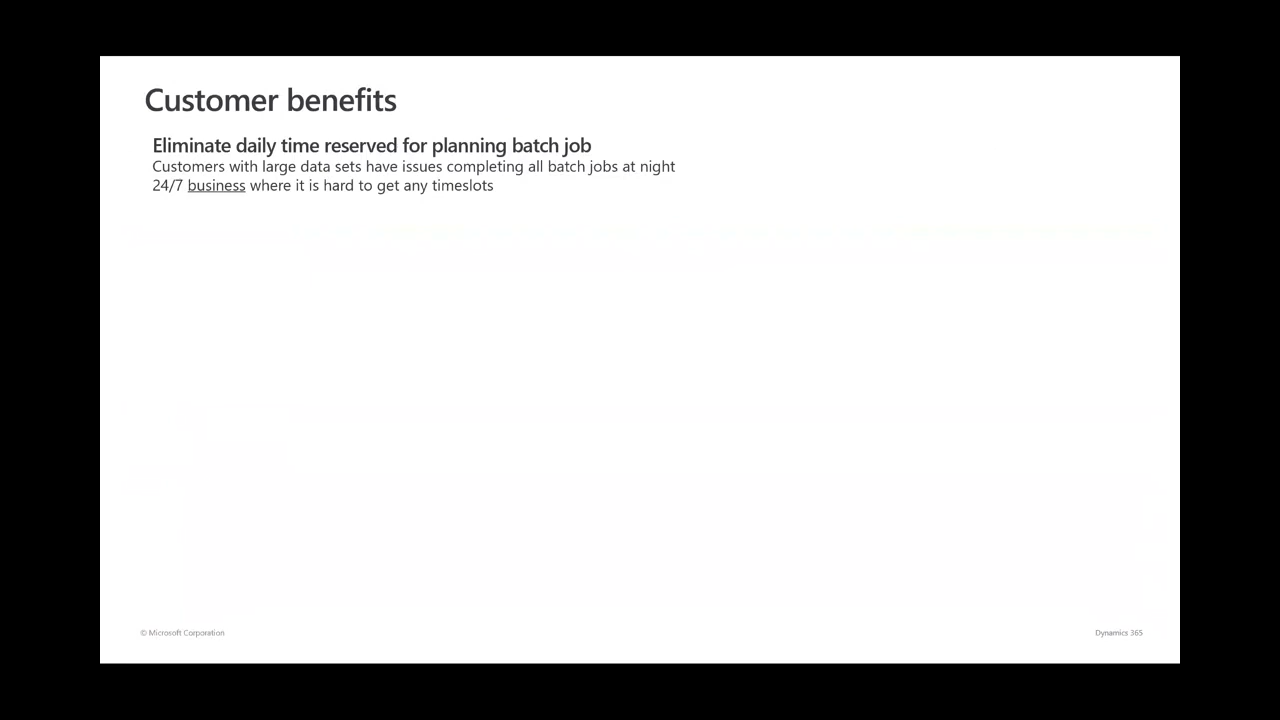 Customer benefits
Eliminate daily time reserved for planning batch job
Customers with large data sets have issues completing all batch jobs at night
24/7 business where it is hard to get any timeslots
© Microsoft Corporation
Dynamics 365